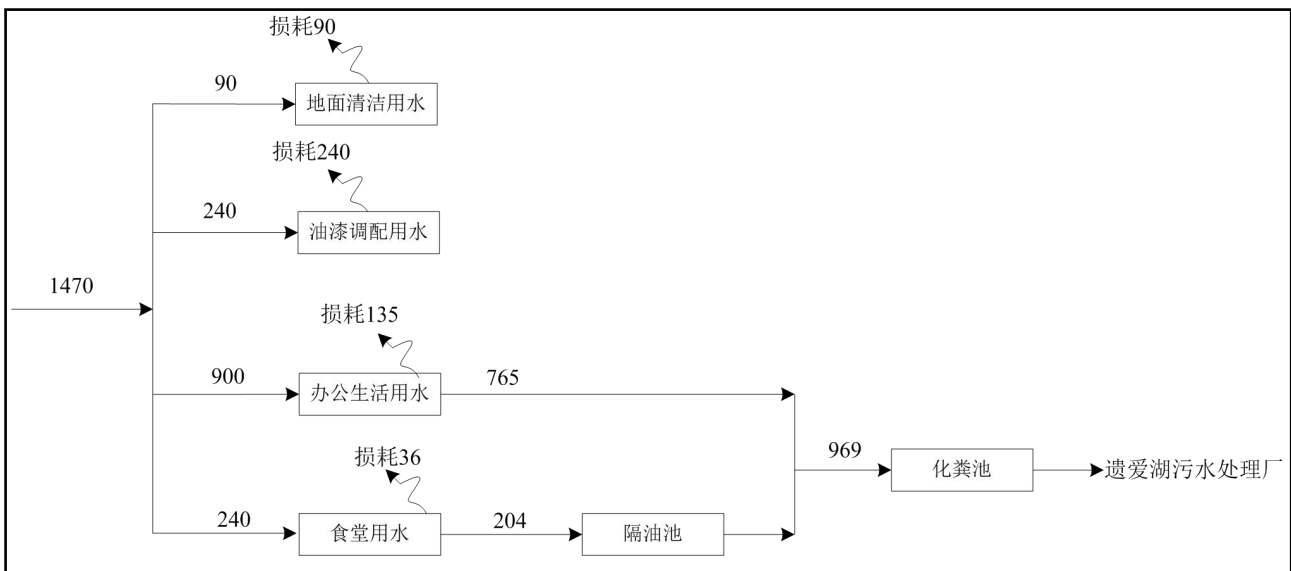 损耗90
90
地面清洁用水
损耗240
240
油漆调配用水
1470
损耗135
900
办公生活用水
765
损耗36
240
食堂用水
204
隔油池
969
化粪池
遗爱湖污水处理厂